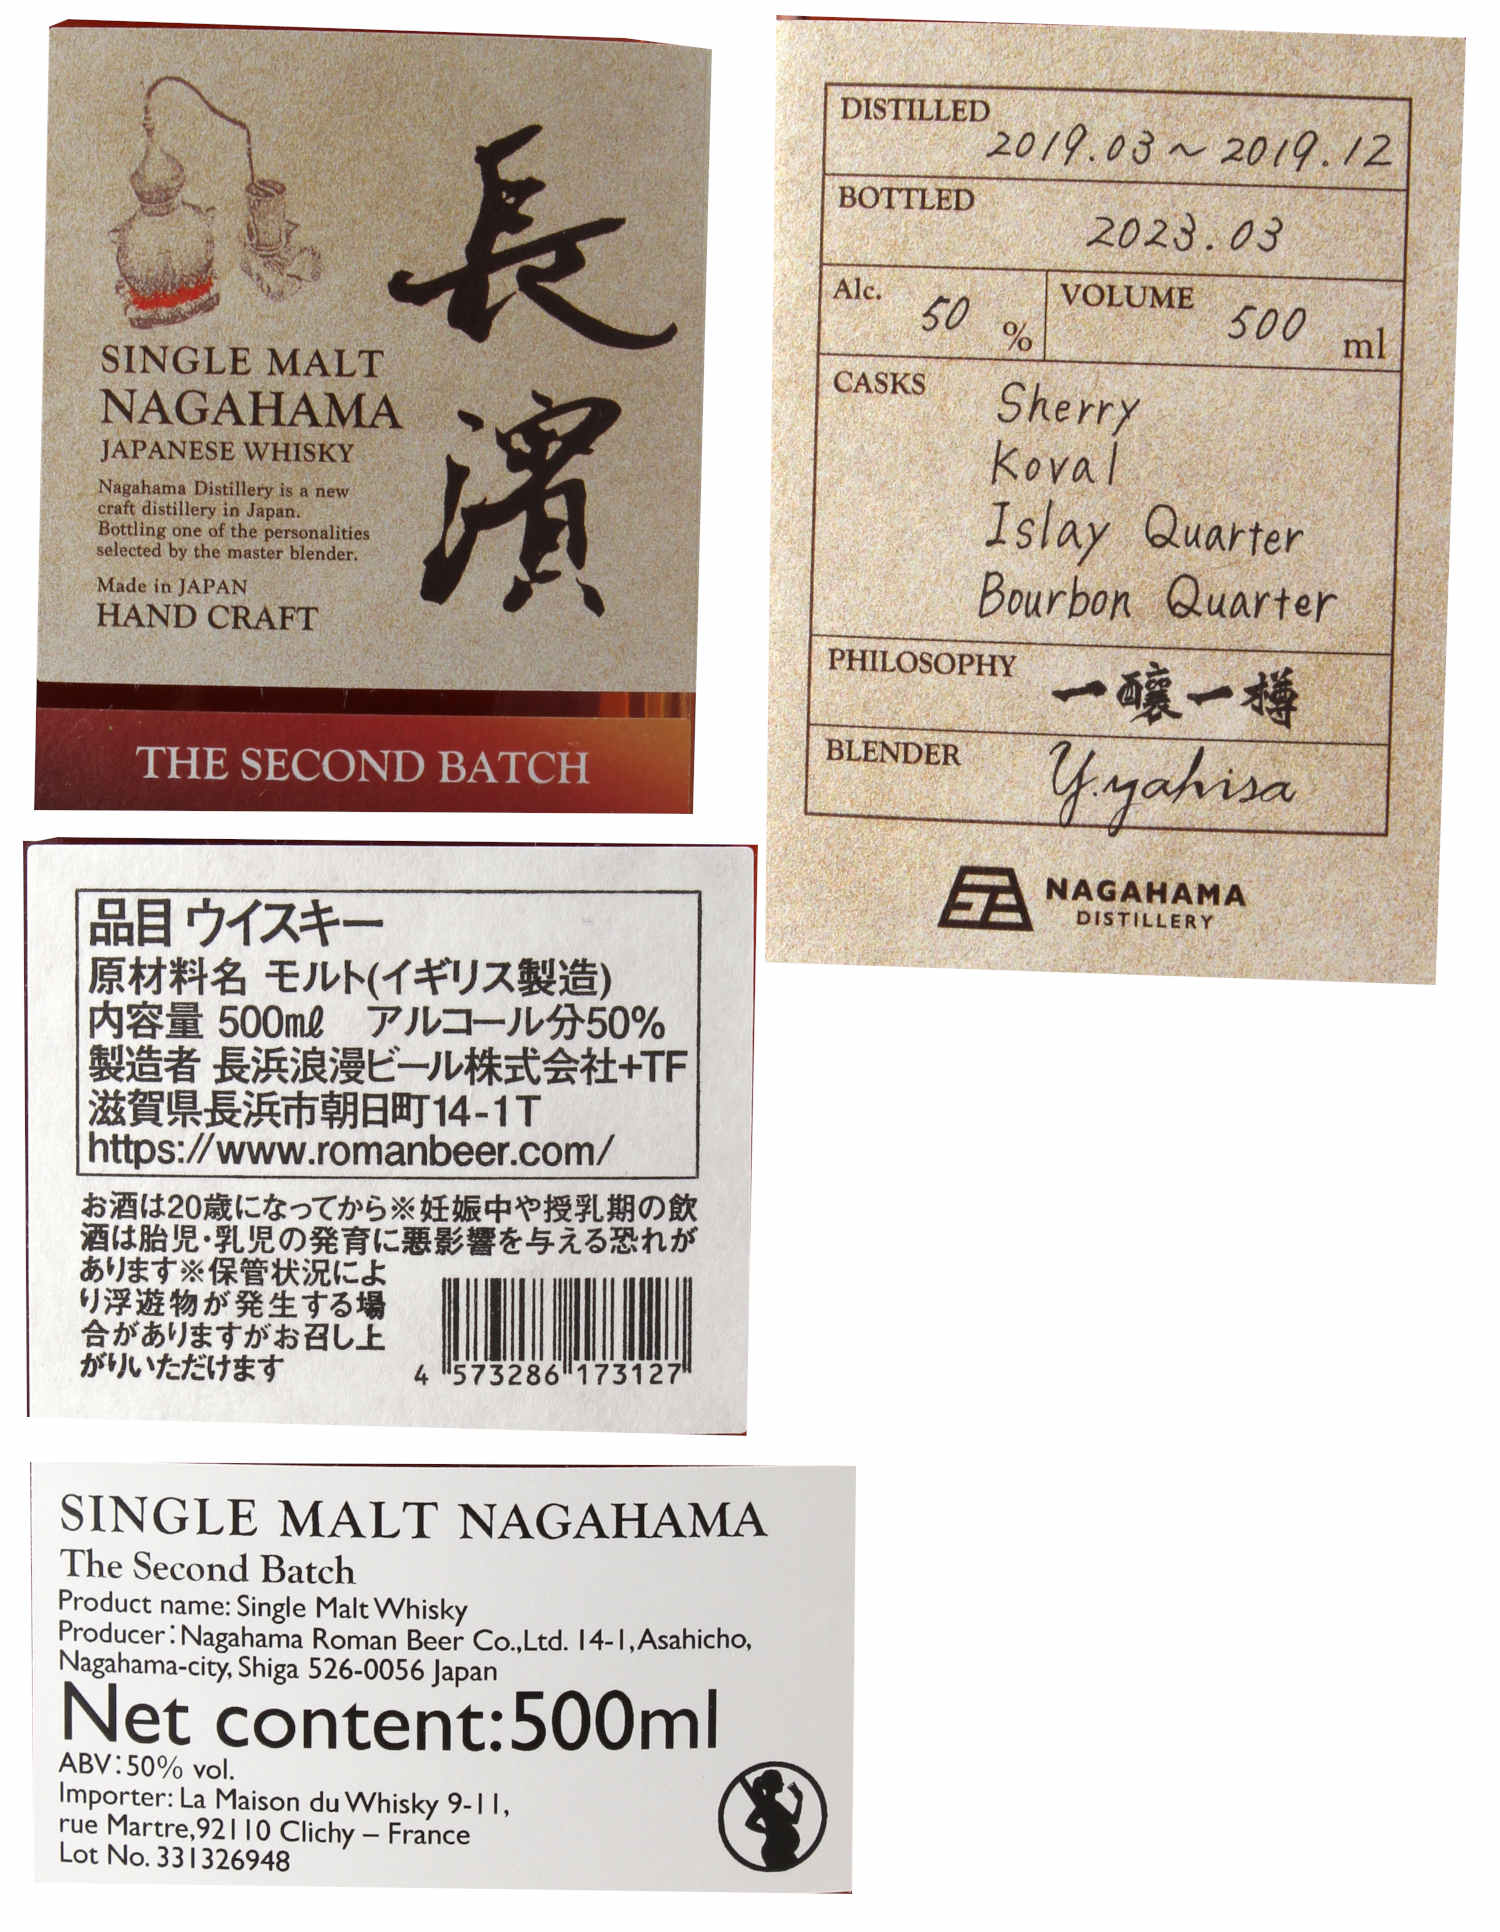 SINGLE MALT
NAGAHAMA
JAPANESE WHISKY
Nagahama Distillery is a new
craft distillery in Japan.
Bottling one of the personalities
selected by the master blender.
Made in JAPAN
HAND CRAFT
長濱
THE SECOND BATCH
DISTILLED 2019.03~2019.12
BOTTLED 2023.03
Alc. 50 % VOLUME 500 ml
CASKS Sherry
Koval
Islay Quarter
Bourbon Quarter
PHILOSOPHY 一醸一樽
BLENDER Y.yahisa
NAGAHAMA
DISTILLERY
品目 ウイスキー
原材料名 モルト(イギリス製造)
内容量 500mℓ アルコール分50%
製造者 長浜浪漫ビール株式会社+TF
滋賀県長浜市朝日町14-1T
https://www.romanbeer.com/
お酒は20歳になってから※妊娠中や授乳期の飲
酒は胎児・乳児の発育に悪影響を与える恐れが
あります※保管状況によ
り浮遊物が発生する場
合がありますがお召し上
がりいただけます
4 573286 173127
SINGLE MALT NAGAHAMA
The Second Batch
Product name: Single Malt Whisky
Producer:Nagahama Roman Beer Co.,Ltd. 14-1,Asahicho,
Nagahama-city, Shiga 526-0056 Japan
Net content:500ml
ABV:50% vol.
Importer: La Maison du Whisky 9-11,
rue Martre,92110 Clichy – France
Lot No. 331326948